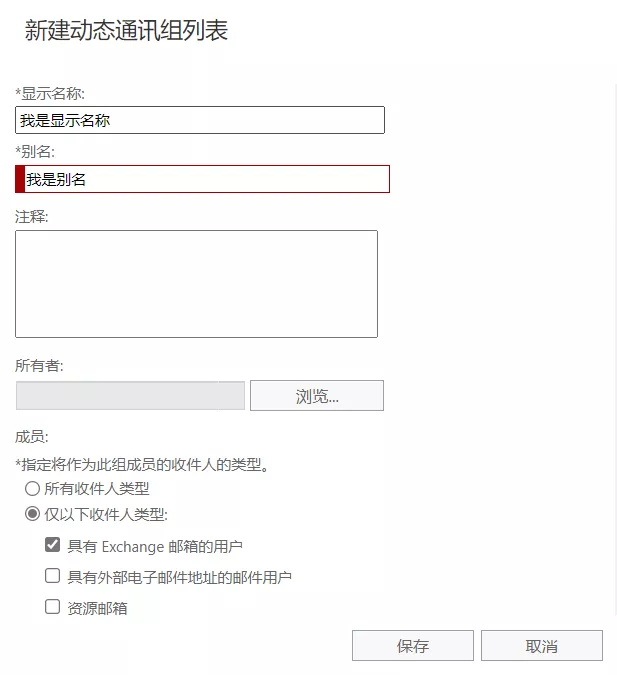 新建动态通讯组列表
*显示名称:
我是显示名称
*别名:
我是别名
注释:
所有者:
浏览...
成员:
*指定将作为此组成员的收件人的类型。
所有收件人类型
仅以下收件人类型:
具有 Exchange 邮箱的用户
具有外部电子邮件地址的邮件用户
资源邮箱
保存 取消